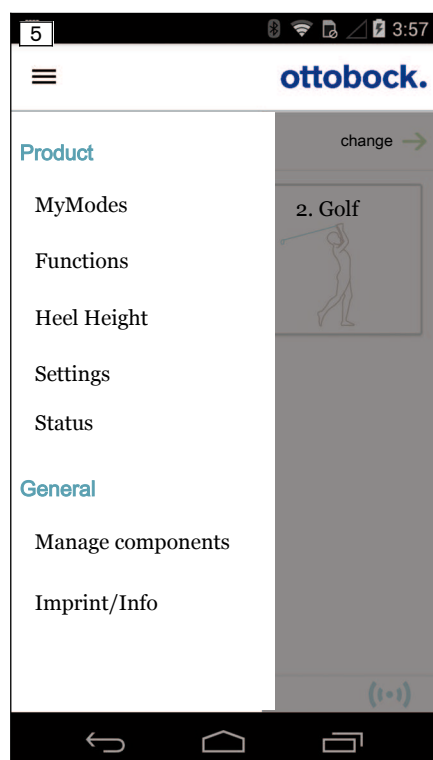 5
3:57
ottobock.
Product
change
MyModes
2. Golf
Functions
Heel Height
Settings
Status
General
Manage components
Imprint/Info